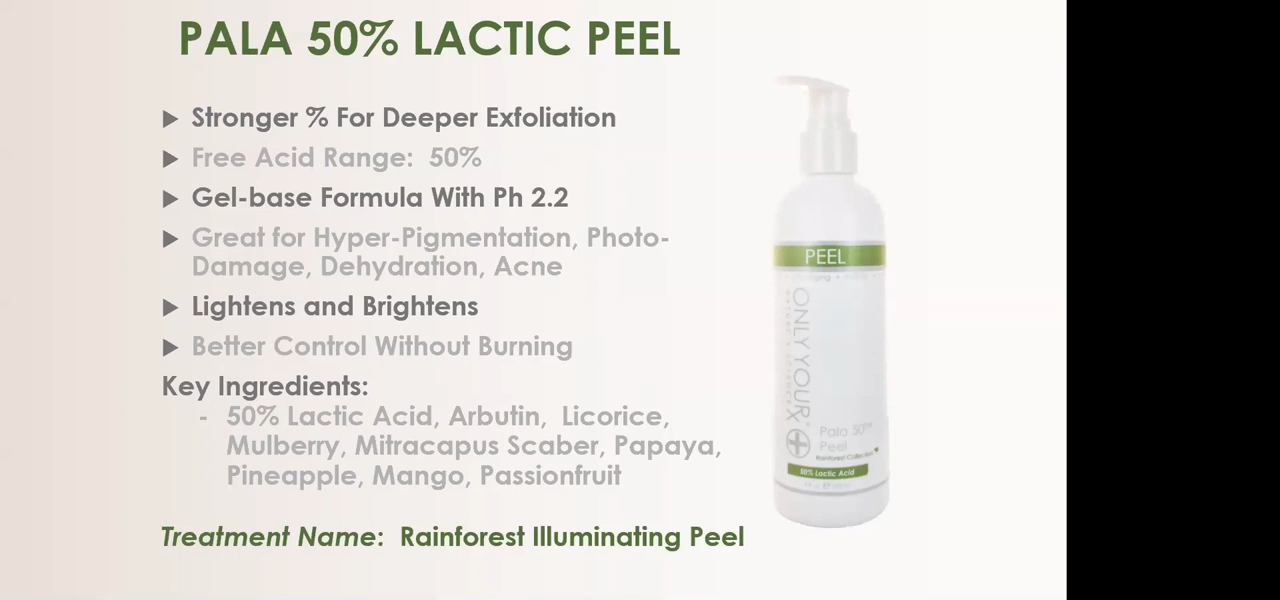 PALA 50% LACTIC PEEL
Stronger % For Deeper Exfoliation
Free Acid Range: 50%
Gel-base Formula With Ph 2.2
Great for Hyper-Pigmentation, Photo-
Damage, Dehydration, Acne
Lightens and Brightens
Better Control Without Burning
Key Ingredients:
- 50% Lactic Acid, Arbutin, Licorice,
Mulberry, Mitracapus Scaber, Papaya,
Pineapple, Mango, Passionfruit
Treatment Name: Rainforest Illuminating Peel
PEEL
ONLY YOURX
Pala 50™
Peel
Rainforest Collection
50% Lactic Acid